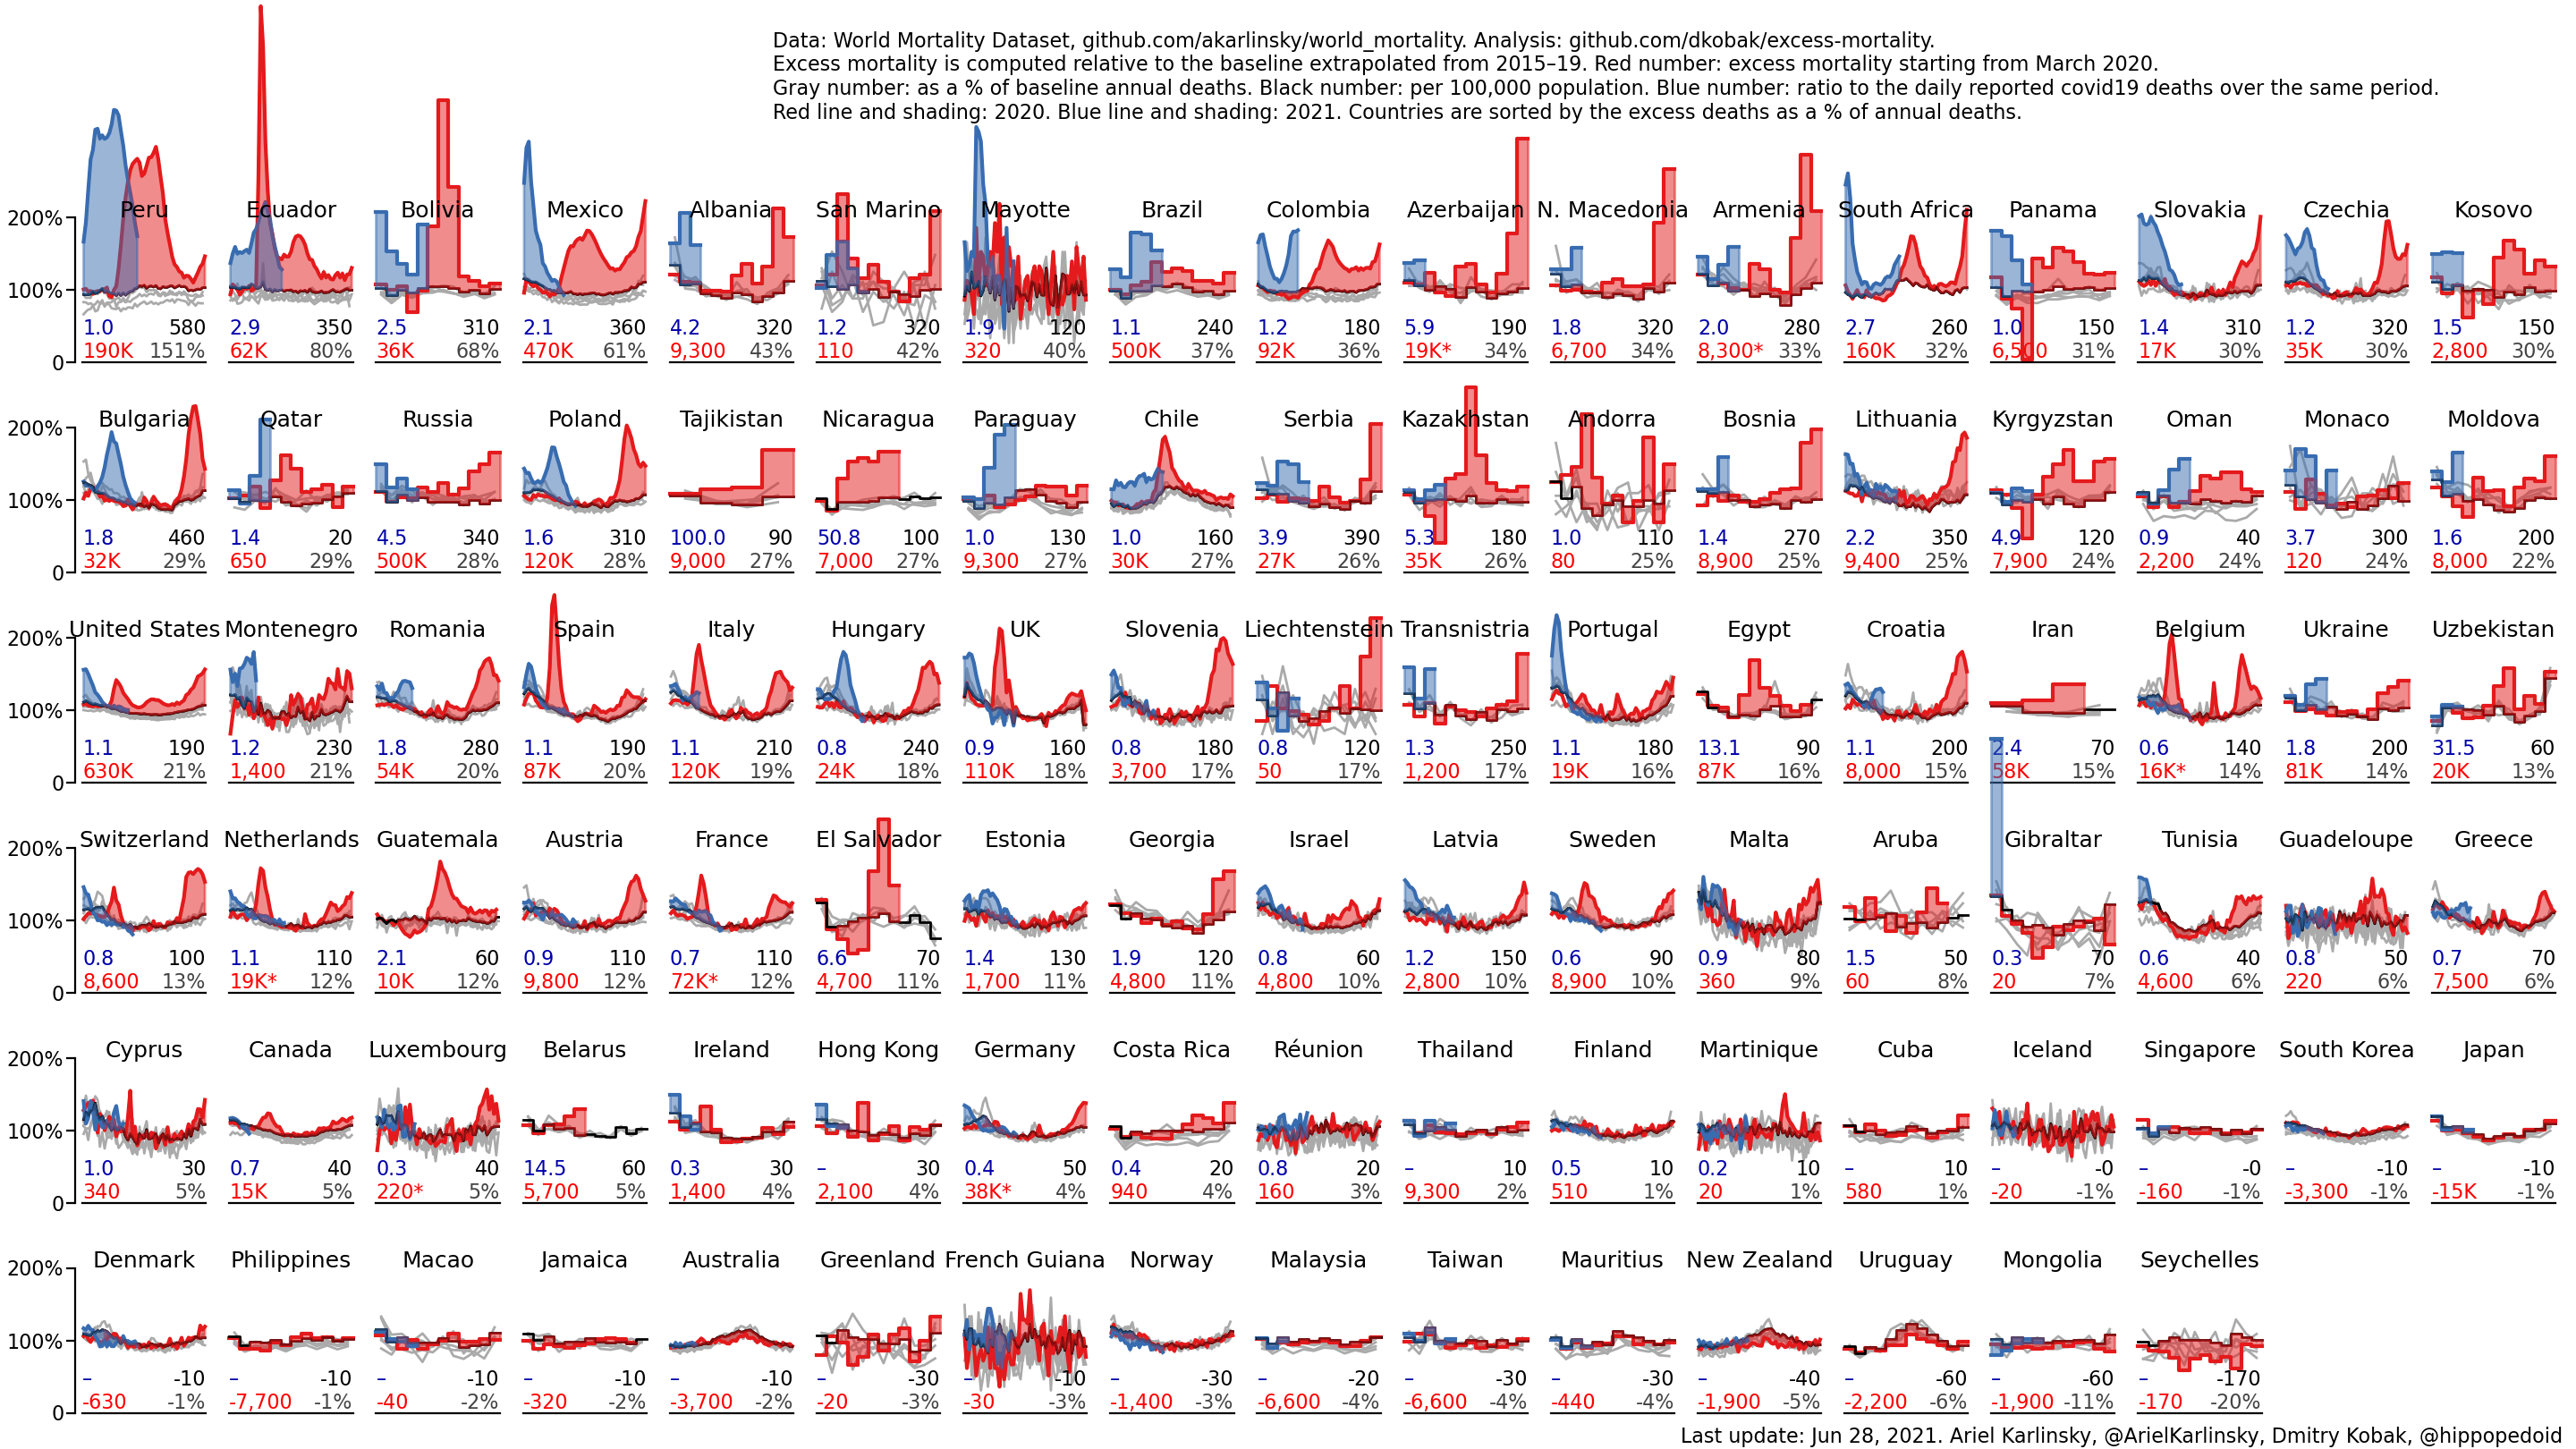 Data: World Mortality Dataset, github.com/akarlinsky/world_mortality. Analysis: github.com/dkobak/excess-mortality.
Excess mortality is computed relative to the baseline extrapolated from 2015–19. Red number: excess mortality starting from March 2020.
Gray number: as a % of baseline annual deaths. Black number: per 100,000 population. Blue number: ratio to the daily reported covid19 deaths over the same period.
Red line and shading: 2020. Blue line and shading: 2021. Countries are sorted by the excess deaths as a % of annual deaths.
200% Peru Ecuador Bolivia Mexico Albania San Marino Mayotte Brazil Colombia Azerbaijan N. Macedonia Armenia South Africa Panama Slovakia Czechia Kosovo
100%
1.0 580 2.9 350 2.5 310 2.1 360 4.2 320 1.2 320 1.9 120 1.1 240 1.2 180 5.9 190 1.8 320 2.0 280 2.7 260 1.0 150 1.4 310 1.2 320 1.5 150
0 190K 151% 62K 80% 36K 68% 470K 61% 9,300 43% 110 42% 320 40% 500K 37% 92K 36% 19K* 34% 6,700 34% 8,300* 33% 160K 32% 6,500 31% 17K 30% 35K 30% 2,800 30%
200% Bulgaria Qatar Russia Poland Tajikistan Nicaragua Paraguay Chile Serbia Kazakhstan Andorra Bosnia Lithuania Kyrgyzstan Oman Monaco Moldova
100%
1.8 460 1.4 20 4.5 340 1.6 310 100.0 90 50.8 100 1.0 130 1.0 160 3.9 390 5.3 180 1.0 110 1.4 270 2.2 350 4.9 120 0.9 40 3.7 300 1.6 200
0 32K 29% 650 29% 500K 28% 120K 28% 9,000 27% 7,000 27% 9,300 27% 30K 27% 27K 26% 35K 26% 80 25% 8,900 25% 9,400 25% 7,900 24% 2,200 24% 120 24% 8,000 22%
200% United States Montenegro Romania Spain Italy Hungary UK Slovenia Liechtenstein Transnistria Portugal Egypt Croatia Iran Belgium Ukraine Uzbekistan
100%
1.1 190 1.2 230 1.8 280 1.1 190 1.1 210 0.8 240 0.9 160 0.8 180 0.8 120 1.3 250 1.1 180 13.1 90 1.1 200 2.4 70 0.6 140 1.8 200 31.5 60
0 630K 21% 1,400 21% 54K 20% 87K 20% 120K 19% 24K 18% 110K 18% 3,700 17% 50 17% 1,200 17% 19K 16% 87K 16% 8,000 15% 58K 15% 16K* 14% 81K 14% 20K 13%
200% Switzerland Netherlands Guatemala Austria France El Salvador Estonia Georgia Israel Latvia Sweden Malta Aruba Gibraltar Tunisia Guadeloupe Greece
100%
0.8 100 1.1 110 2.1 60 0.9 110 0.7 110 6.6 70 1.4 130 1.9 120 0.8 60 1.2 150 0.6 90 0.9 80 1.5 50 0.3 70 0.6 40 0.8 50 0.7 70
0 8,600 13% 19K* 12% 10K 12% 9,800 12% 72K* 12% 4,700 11% 1,700 11% 4,800 11% 4,800 10% 2,800 10% 8,900 10% 360 9% 60 8% 20 7% 4,600 6% 220 6% 7,500 6%
200% Cyprus Canada Luxembourg Belarus Ireland Hong Kong Germany Costa Rica Réunion Thailand Finland Martinique Cuba Iceland Singapore South Korea Japan
100%
1.0 30 0.7 40 0.3 40 14.5 60 0.3 30 – 30 0.4 50 0.4 20 0.8 20 – 10 0.5 10 0.2 10 – 10 – -0 – -0 – -10 – -10
0 340 5% 15K 5% 220* 5% 5,700 5% 1,400 4% 2,100 4% 38K* 4% 940 4% 160 3% 9,300 2% 510 1% 20 1% 580 1% -20 -1% -160 -1% -3,300 -1% -15K -1%
200% Denmark Philippines Macao Jamaica Australia Greenland French Guiana Norway Malaysia Taiwan Mauritius New Zealand Uruguay Mongolia Seychelles
100%
– -10 – -10 – -10 – -10 – -10 – -30 – -10 – -30 – -20 – -30 – -30 – -40 – -60 – -60 – -170
0 -630 -1% -7,700 -1% -40 -2% -320 -2% -3,700 -2% -20 -3% -30 -3% -1,400 -3% -6,600 -4% -6,600 -4% -440 -4% -1,900 -5% -2,200 -6% -1,900 -11% -170 -20%
Last update: Jun 28, 2021. Ariel Karlinsky, @ArielKarlinsky, Dmitry Kobak, @hippopedoid